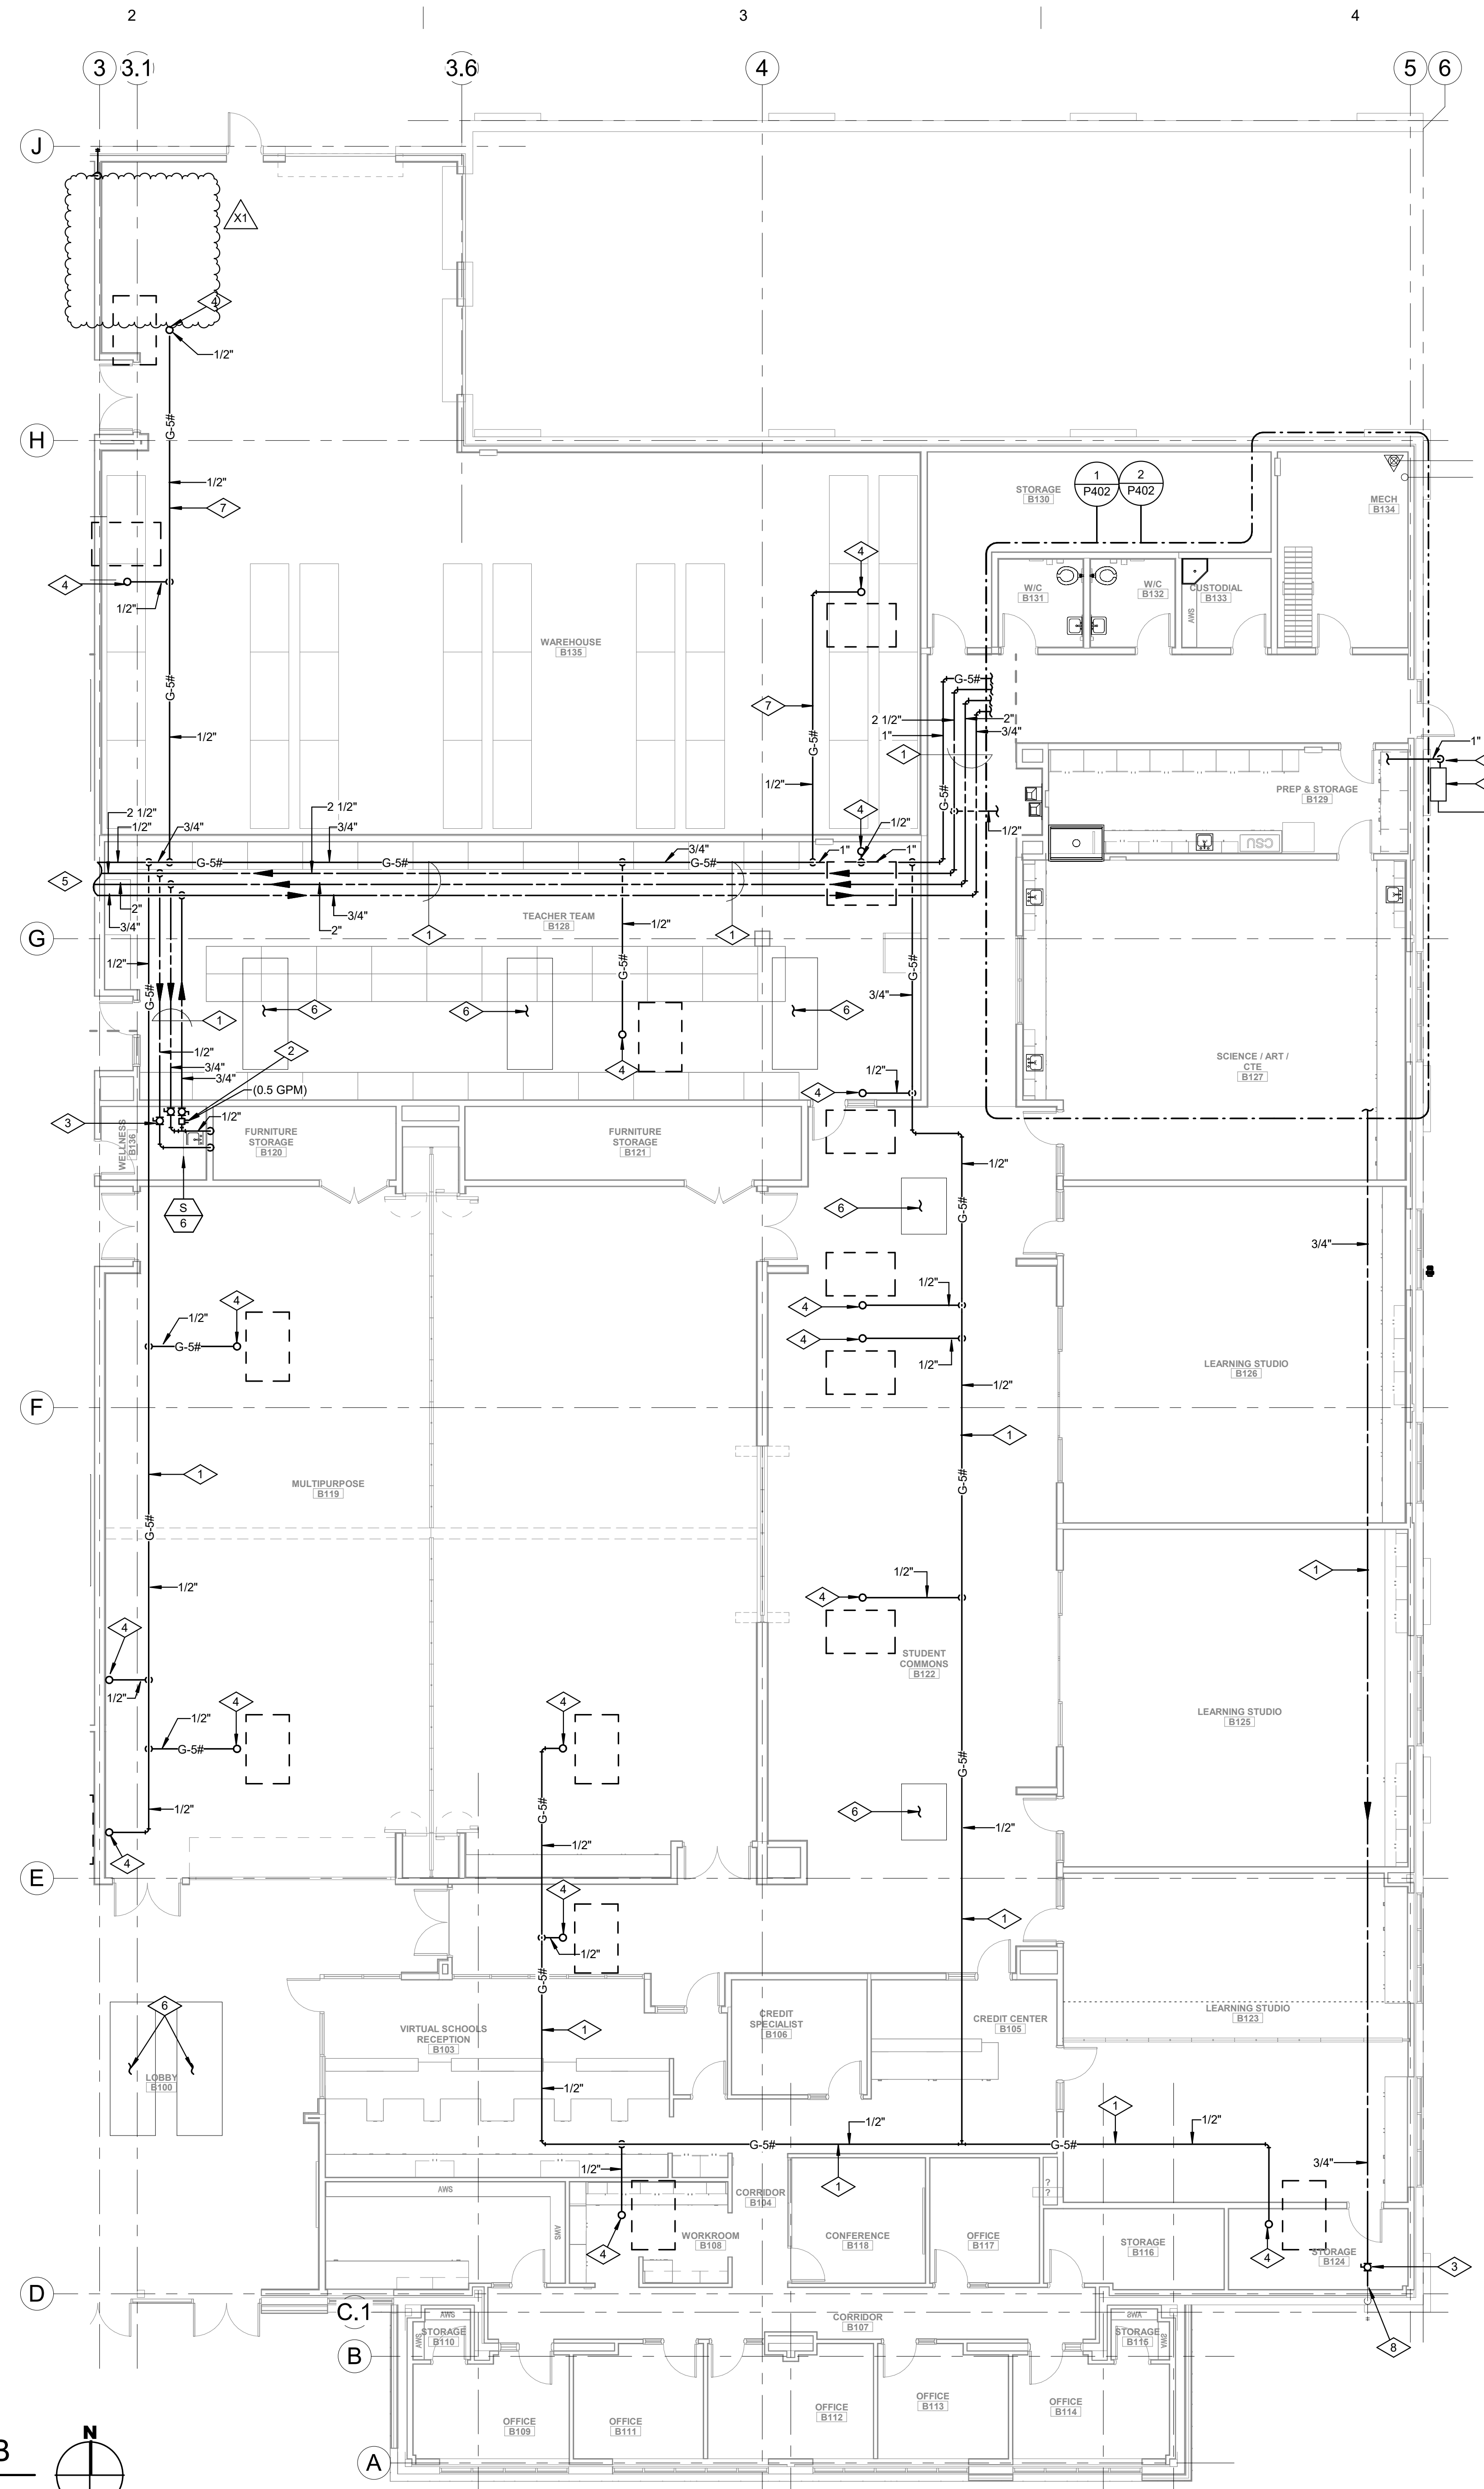 2
3
4
3
3.1
3.6
4
5
6
J
X1
4
1/2"
G-5#
H
1/2"
7
STORAGE
B130
1
P402
2
P402
MECH
B134
4
1/2"
4
W/C
B131
W/C
B132
CUSTODIAL
B133
SMA
WAREHOUSE
B135
G-5#
G-5#
7
2 1/2"
1"
2"
3/4"
1/2"
G-5#
1
1"
1/2"
G-5#
1/2"
PREP & STORAGE
B129
CSU
2 1/2"
1/2"
3/4"
2 1/2"
3/4"
4
1/2"
3/4"
1"
1"
G-5#
G-5#
G-5#
5
2"
3/4"
3/4"
2"
1
1
TEACHER TEAM
B128
1/2"
G
1/2"
G-5#
G-5#
G-5#
3/4"
6
6
6
1
1/2"
2
3/4"
3/4"
(0.5 GPM)
4
4
1/2"
SCIENCE / ART /
CTE
B127
3
1/2"
WELLNESS
B136
FURNITURE
STORAGE
B120
FURNITURE
STORAGE
B121
1/2"
S
6
6
G-5#
3/4"
4
1/2"
G-5#
4
1/2"
4
1/2"
1/2"
LEARNING STUDIO
B126
F
1
1
MULTIPURPOSE
B119
G-5#
G-5#
1/2"
4
1/2"
1
4
1/2"
STUDENT
COMMONS
B122
LEARNING STUDIO
B125
4
1/2"
G-5#
4
G-5#
1/2"
4
G-5#
1/2"
6
1/2"
E
4
1/2"
1
G-5#
6
LOBBY
B100
VIRTUAL SCHOOLS
RECEPTION
B103
1
CREDIT
SPECIALIST
B106
CREDIT CENTER
B105
LEARNING STUDIO
B123
1/2"
1/2"
G-5#
1
G-5#
1
1/2"
3/4"
1/2"
AWS
AWS
CORRIDOR
B104
?
?
4
WORKROOM
B108
CONFERENCE
B118
OFFICE
B117
STORAGE
B116
4
STORAGE
B124
3
D
C.1
AWS
AWS
STORAGE
B110
CORRIDOR
B107
SWA
STORAGE
B115
SWA
8
B
OFFICE
B109
OFFICE
B111
OFFICE
B112
OFFICE
B113
OFFICE
B114
A
N